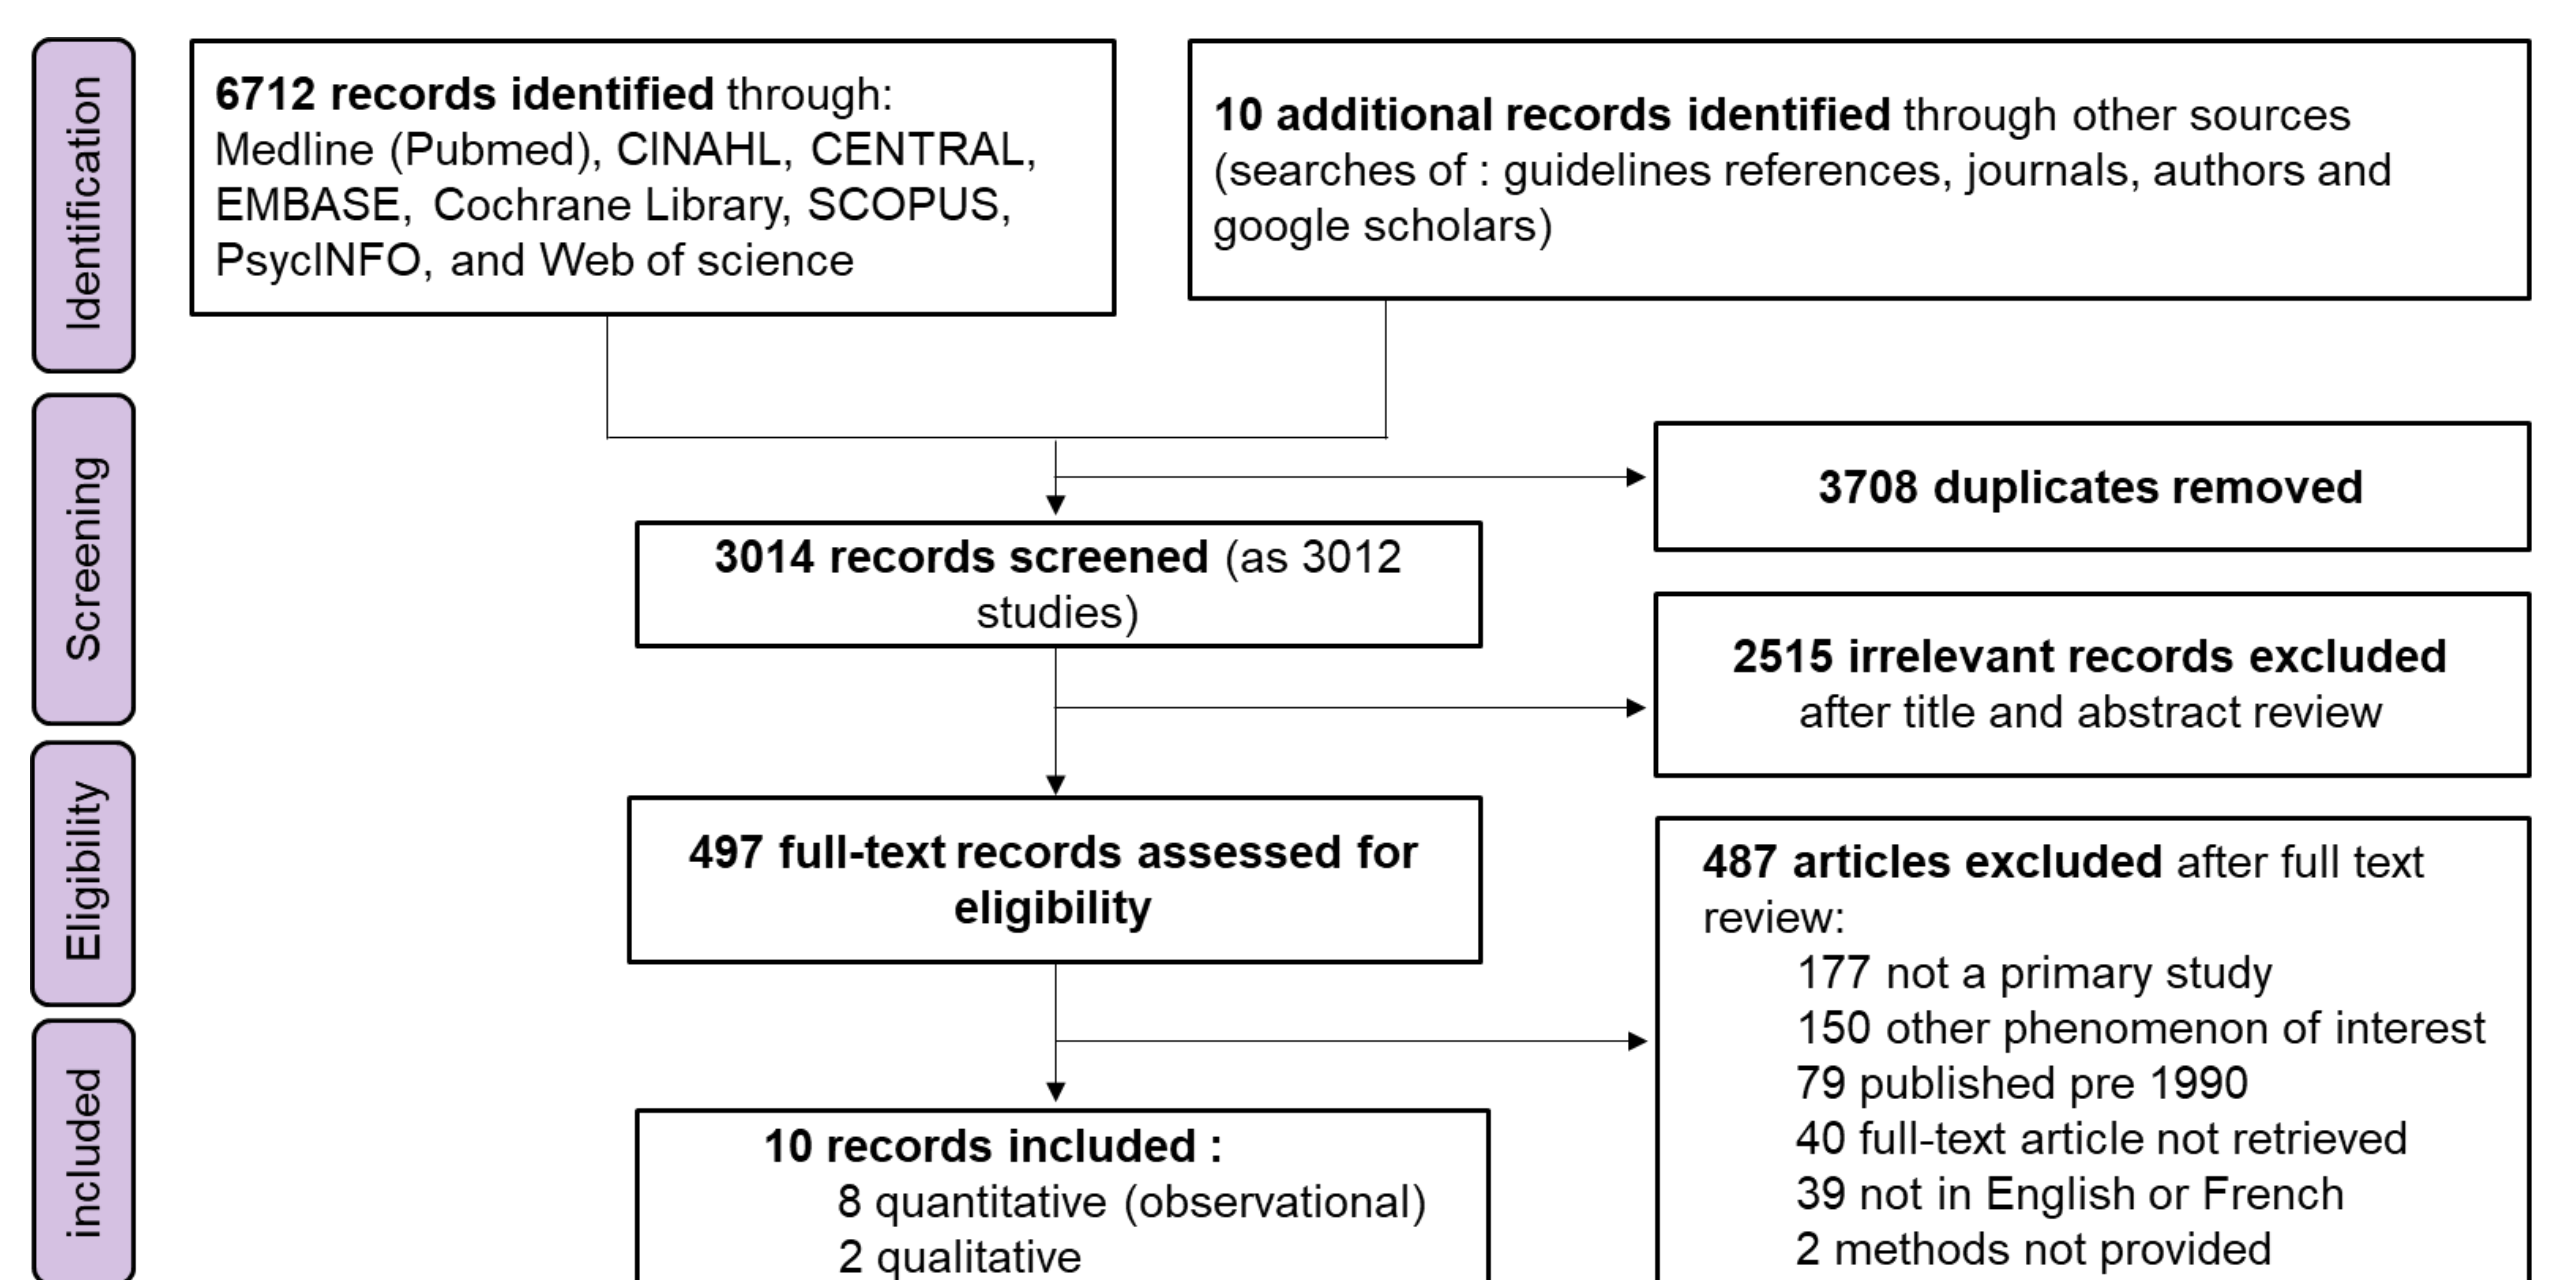 Identification
6712 records identified through:
Medline (Pubmed), CINAHL, CENTRAL,
EMBASE, Cochrane Library, SCOPUS,
PsycINFO, and Web of science
10 additional records identified through other sources
(searches of : guidelines references, journals, authors and
google scholars)
Screening
3708 duplicates removed
3014 records screened (as 3012
studies)
2515 irrelevant records excluded
after title and abstract review
Eligibility
497 full-text records assessed for
eligibility
487 articles excluded after full text
review:
177 not a primary study
150 other phenomenon of interest
79 published pre 1990
40 full-text article not retrieved
39 not in English or French
2 methods not provided
included
10 records included :
8 quantitative (observational)
2 qualitative